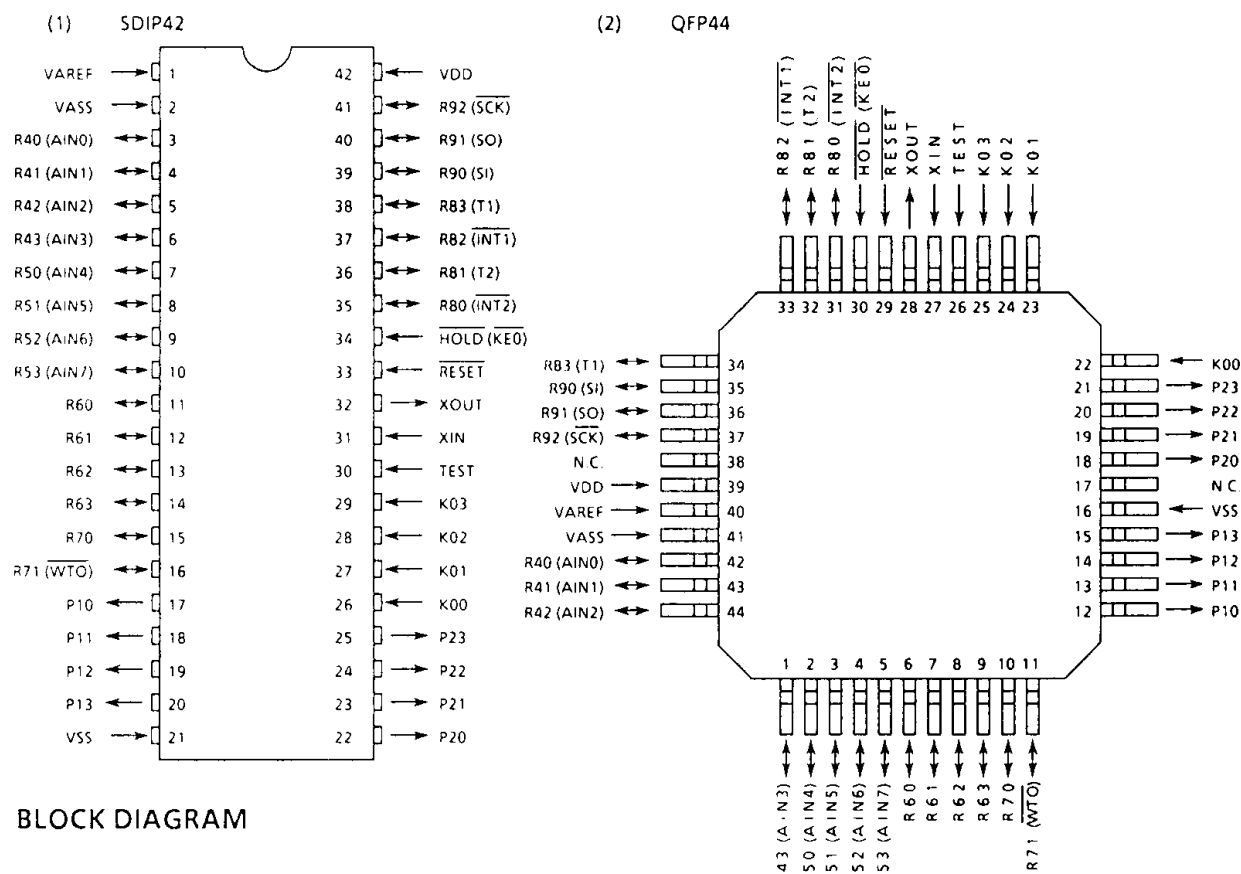 (1) SDIP42
VAREF 1 42 VDD
VASS 2 41 R92 (SCK)
R40 (AIN0) 3 40 R91 (SO)
R41 (AIN1) 4 39 R90 (SI)
R42 (AIN2) 5 38 R83 (T1)
R43 (AIN3) 6 37 R82 (INT1)
R50 (AIN4) 7 36 R81 (T2)
R51 (AIN5) 8 35 R80 (INT2)
R52 (AIN6) 9 34 HOLD (KE0)
R53 (AIN7) 10 33 RESET
R60 11 32 XOUT
R61 12 31 XIN
R62 13 30 TEST
R63 14 29 K03
R70 15 28 K02
R71 (WTO) 16 27 K01
P10 17 26 K00
P11 18 25 P23
P12 19 24 P22
P13 20 23 P21
VSS 21 22 P20
BLOCK DIAGRAM
(2) QFP44
R82 (INT1)
R81 (T2)
R80 (INT2)
HOLD (KE0)
RESET
XOUT
XIN
TEST
K03
K02
K01
33 32 31 30 29 28 27 26 25 24 23
R83 (T1) 34 22 K00
R90 (SI) 35 21 P23
R91 (SO) 36 20 P22
R92 (SCK) 37 19 P21
N.C. 38 18 P20
VDD 39 17 N.C.
VAREF 40 16 VSS
VASS 41 15 P13
R40 (AIN0) 42 14 P12
R41 (AIN1) 43 13 P11
R42 (AIN2) 44 12 P10
1 2 3 4 5 6 7 8 9 10 11
43 (AIN3)
50 (AIN4)
51 (AIN5)
52 (AIN6)
53 (AIN7)
R60
R61
R62
R63
R70
R71 (WTO)